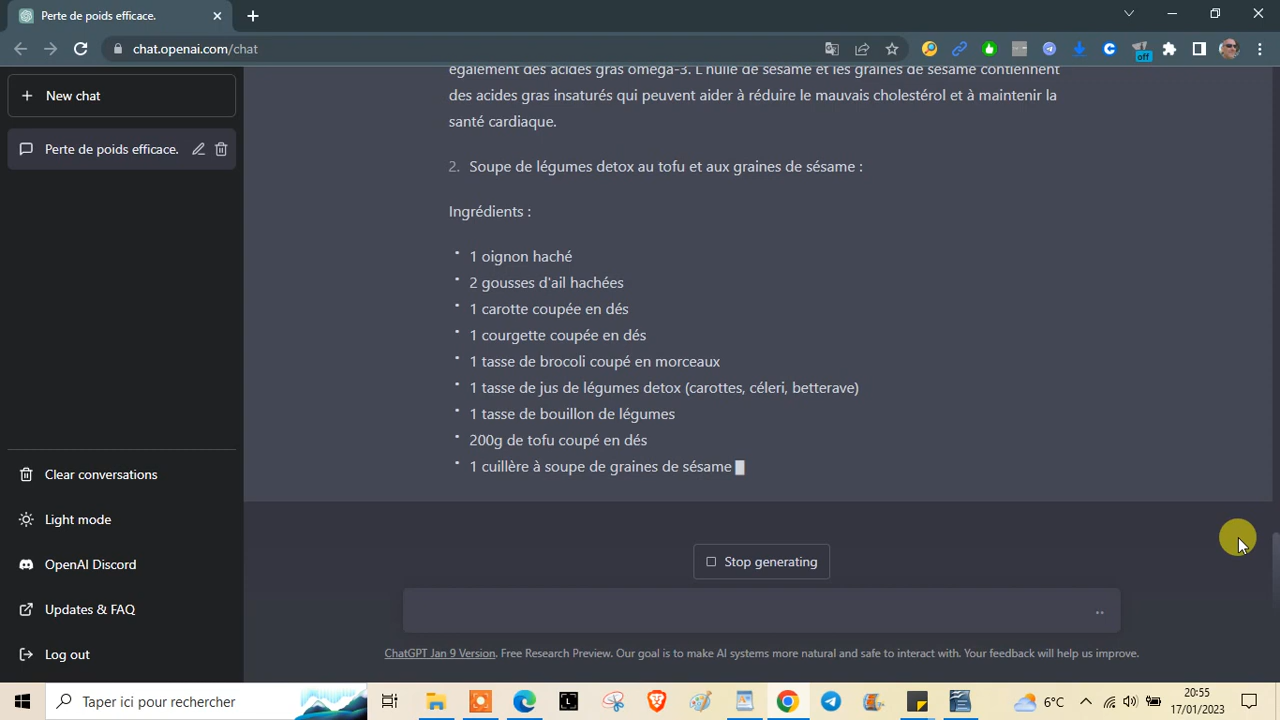 Perte de poids efficace.
chat.openai.com/chat
off
New chat
Perte de poids efficace.
Clear conversations
Light mode
OpenAI Discord
Updates & FAQ
Log out
également des acides gras oméga-3. L'huile de sésame et les graines de sésame contiennent
des acides gras insaturés qui peuvent aider à réduire le mauvais cholestérol et à maintenir la
santé cardiaque.
2. Soupe de légumes detox au tofu et aux graines de sésame :
Ingrédients :
• 1 oignon haché
• 2 gousses d'ail hachées
• 1 carotte coupée en dés
• 1 courgette coupée en dés
• 1 tasse de brocoli coupé en morceaux
• 1 tasse de jus de légumes detox (carottes, céleri, betterave)
• 1 tasse de bouillon de légumes
• 200g de tofu coupé en dés
• 1 cuillère à soupe de graines de sésame
Stop generating
ChatGPT Jan 9 Version. Free Research Preview. Our goal is to make AI systems more natural and safe to interact with. Your feedback will help us improve.
Taper ici pour rechercher
6°C
20:55
17/01/2023